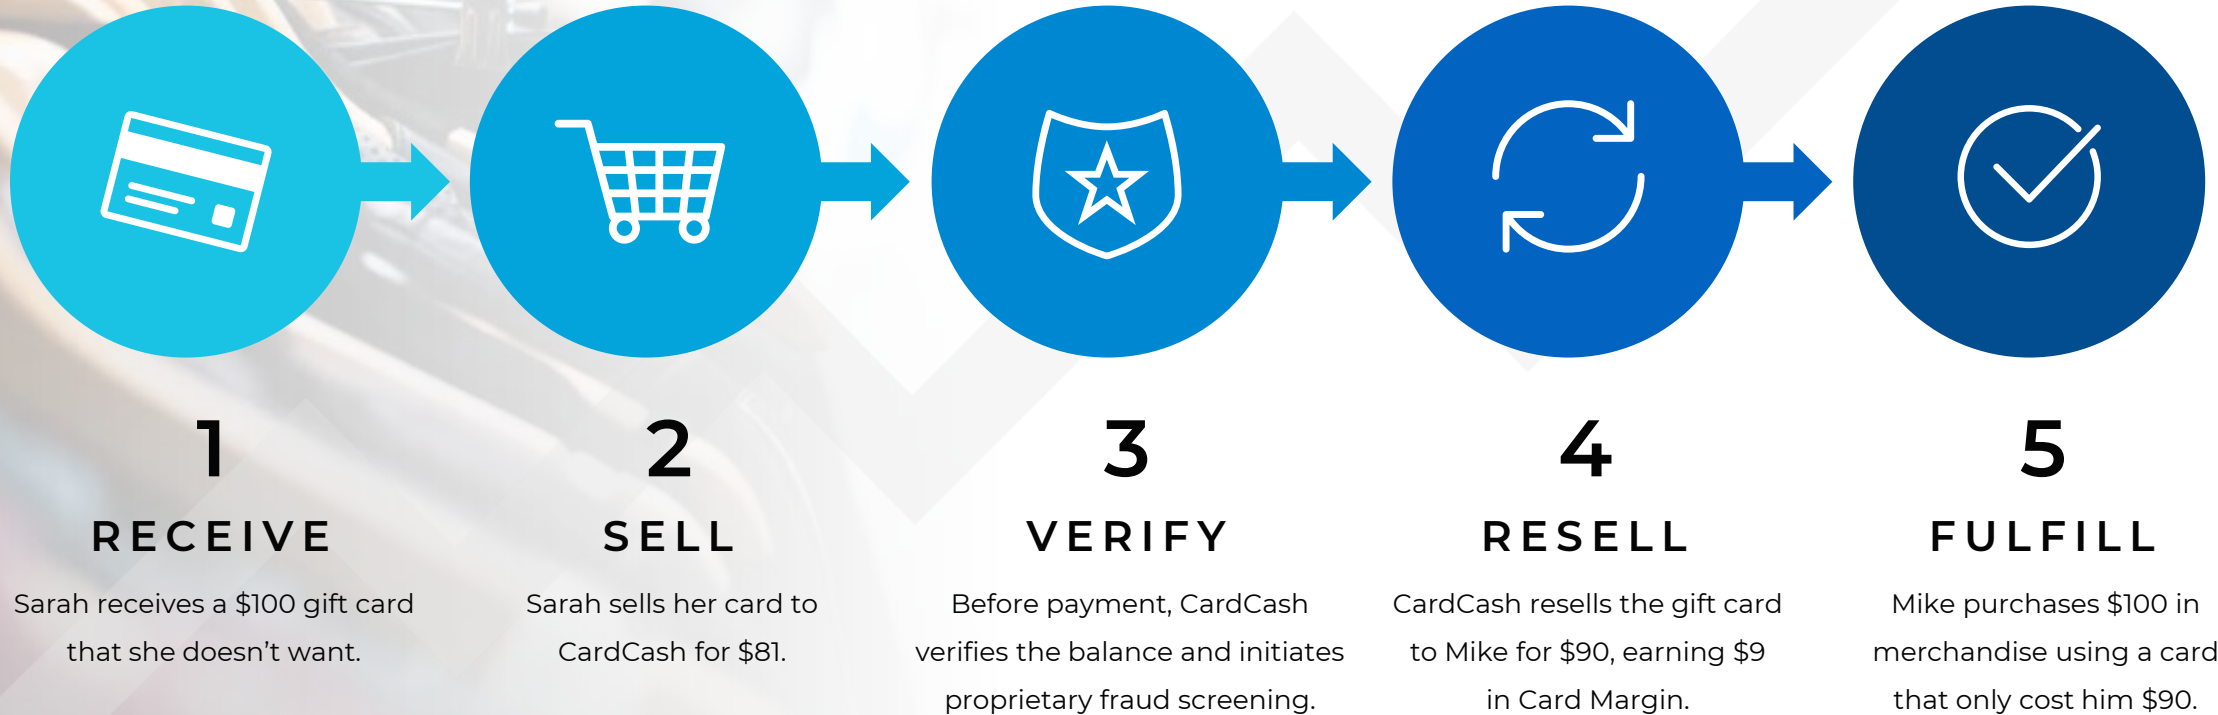 1
RECEIVE
Sarah receives a $100 gift card
that she doesn't want.
2
SELL
Sarah sells her card to
CardCash for $81.
3
VERIFY
Before payment, CardCash
verifies the balance and initiates
proprietary fraud screening.
4
RESELL
CardCash resells the gift card
to Mike for $90, earning $9
in Card Margin.
5
FULFILL
Mike purchases $100 in
merchandise using a card
that only cost him $90.